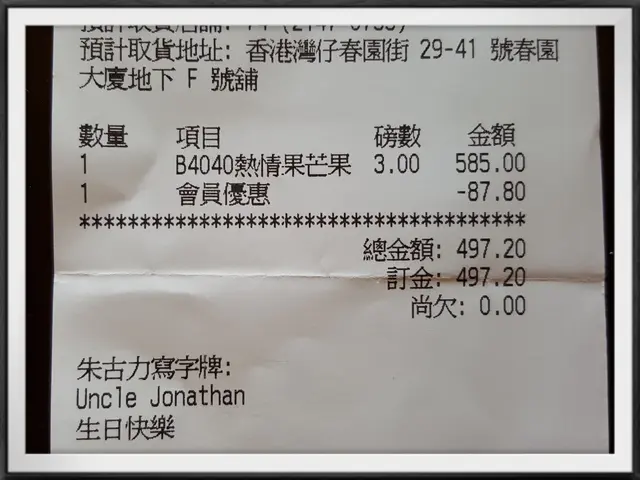 預計取貨地址: 香港灣仔春園街 29-41 號春園
大廈地下 F 號舖
數量 項目 磅數 金額
1 B4040熱情果芒果 3.00 585.00
1 會員優惠 -87.80
***************************************
總金額: 497.20
訂金: 497.20
尚欠: 0.00
朱古力寫字牌:
Uncle Jonathan
生日快樂